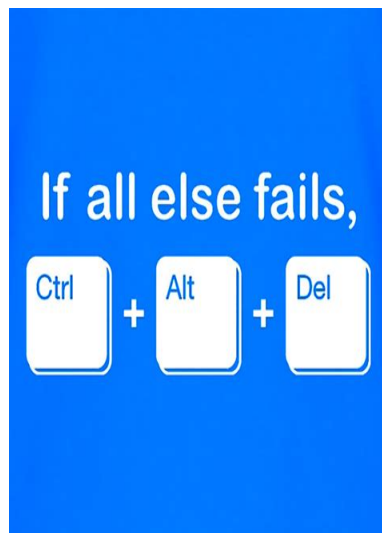 If all else fails,
Ctrl + Alt + Del